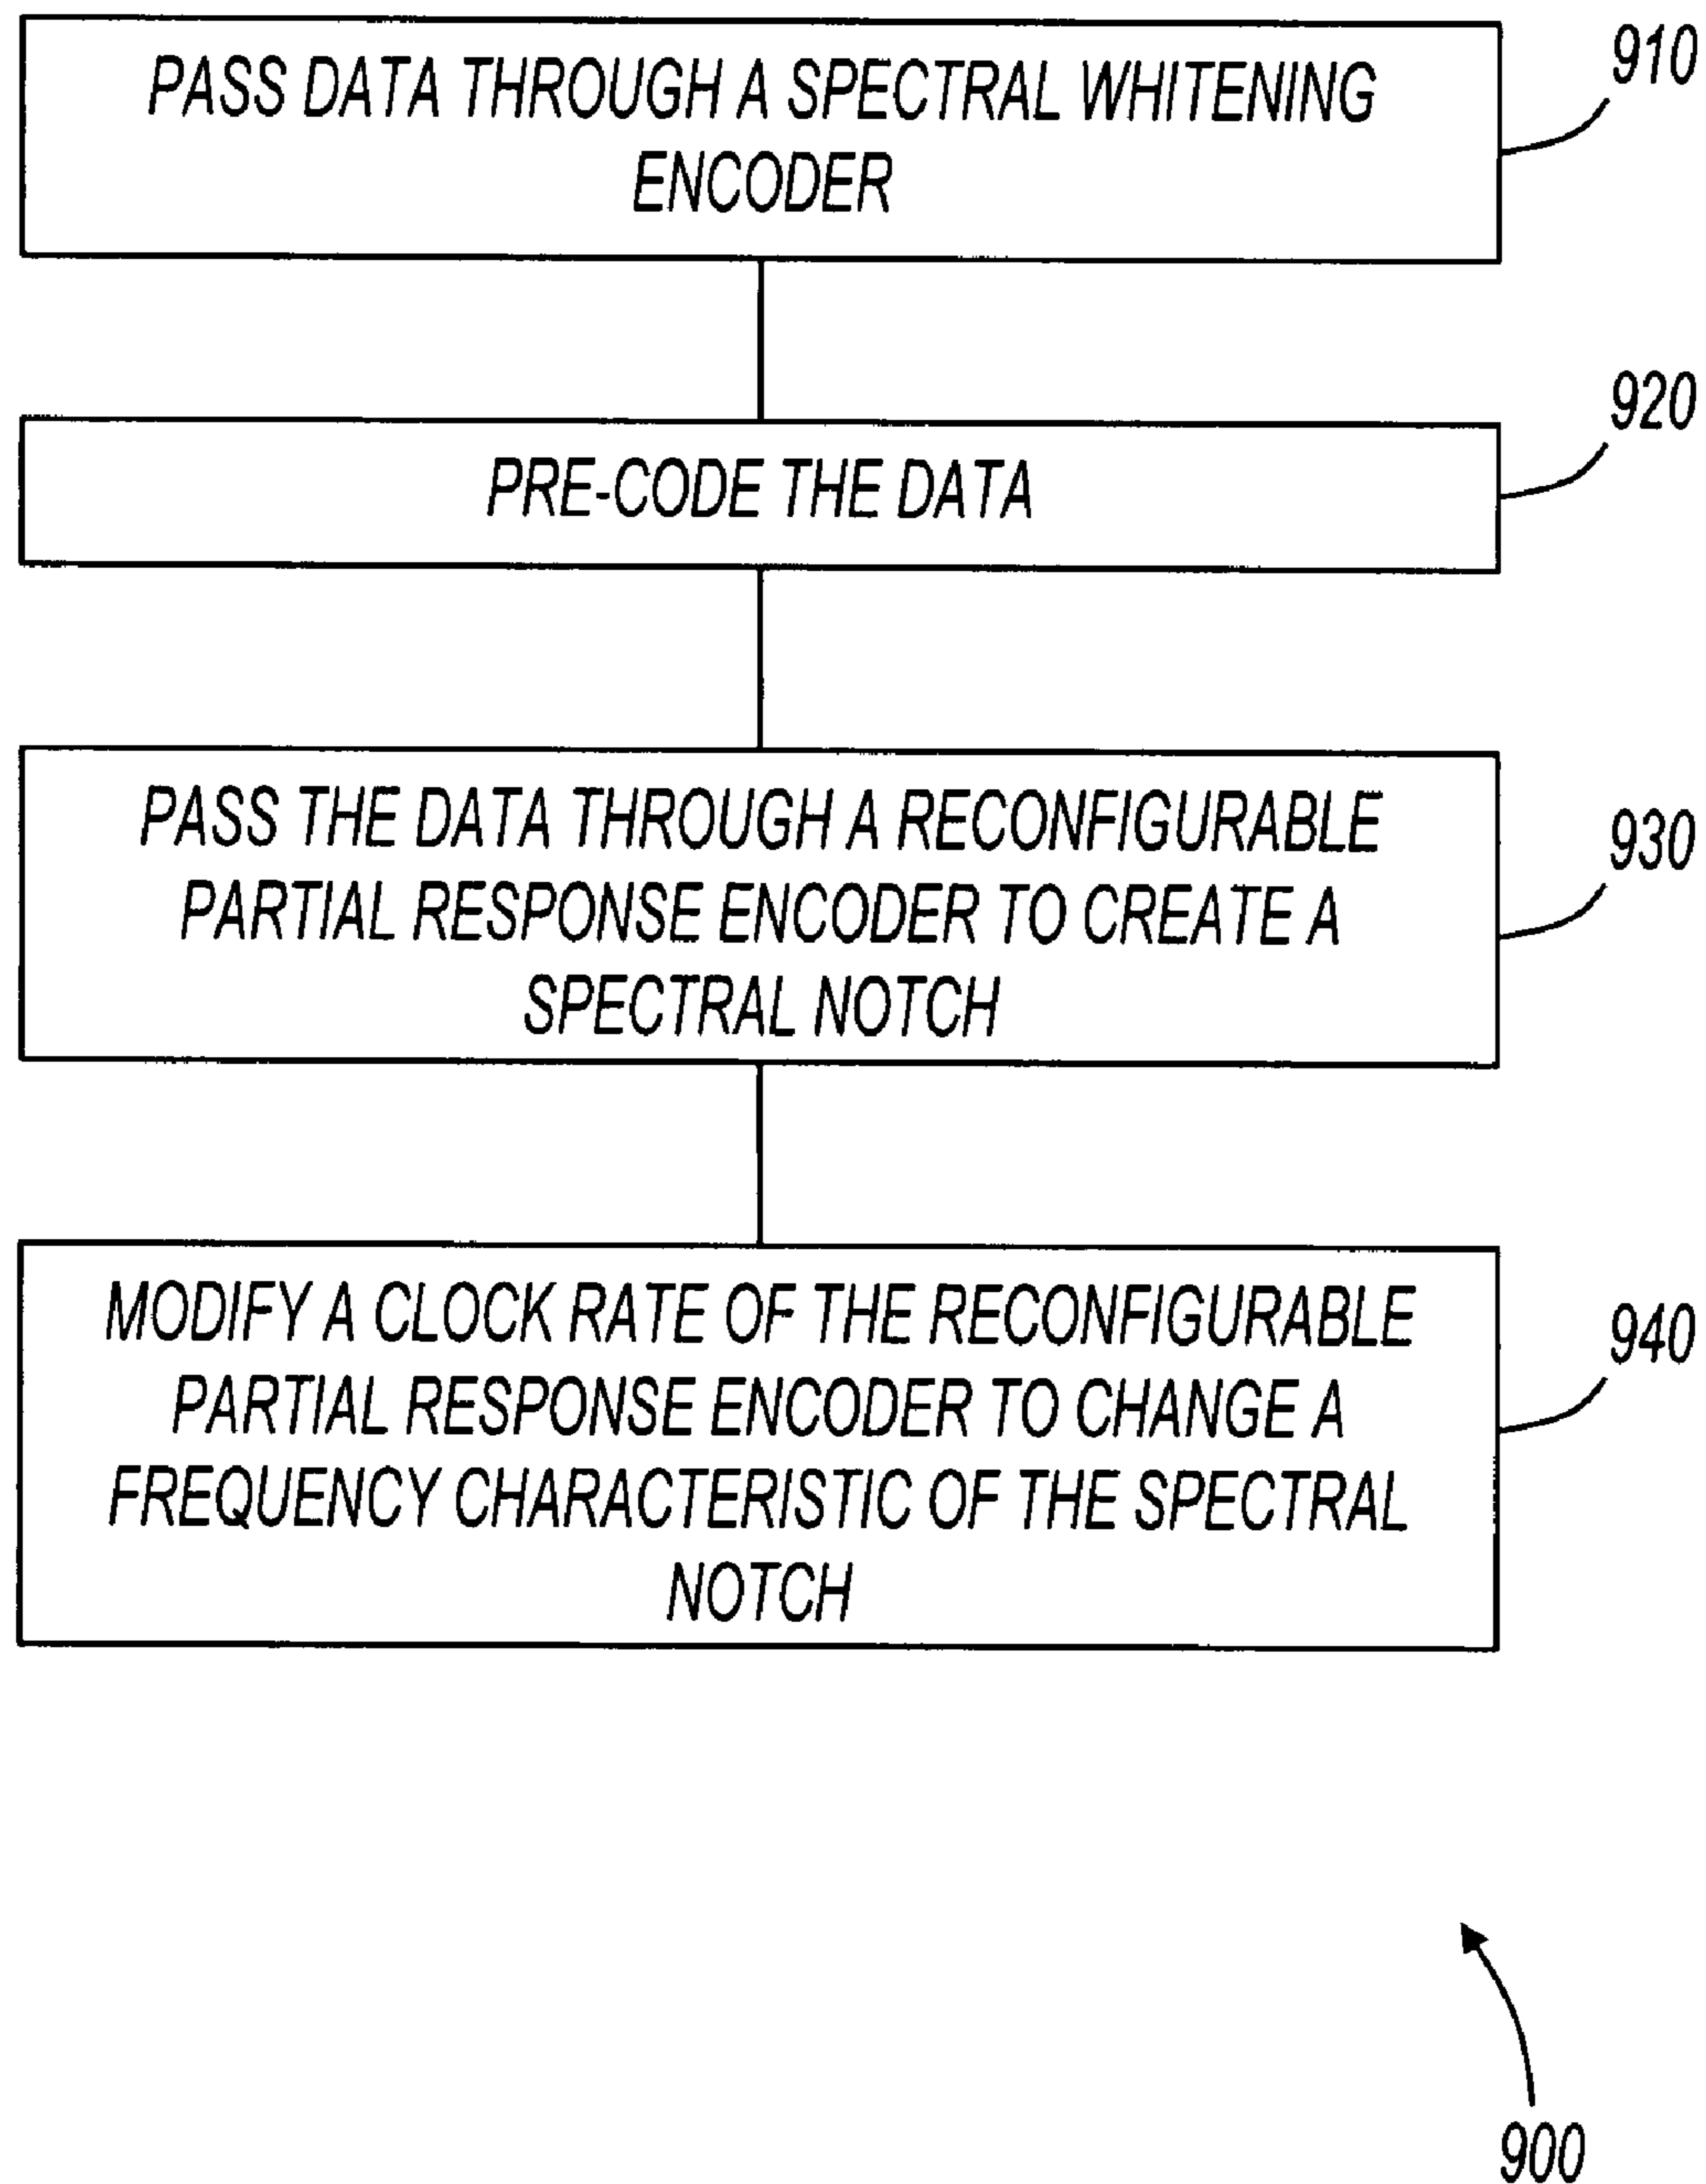 PASS DATA THROUGH A SPECTRAL WHITENING
ENCODER
910
PRE-CODE THE DATA
920
PASS THE DATA THROUGH A RECONFIGURABLE
PARTIAL RESPONSE ENCODER TO CREATE A
SPECTRAL NOTCH
930
MODIFY A CLOCK RATE OF THE RECONFIGURABLE
PARTIAL RESPONSE ENCODER TO CHANGE A
FREQUENCY CHARACTERISTIC OF THE SPECTRAL
NOTCH
940
900